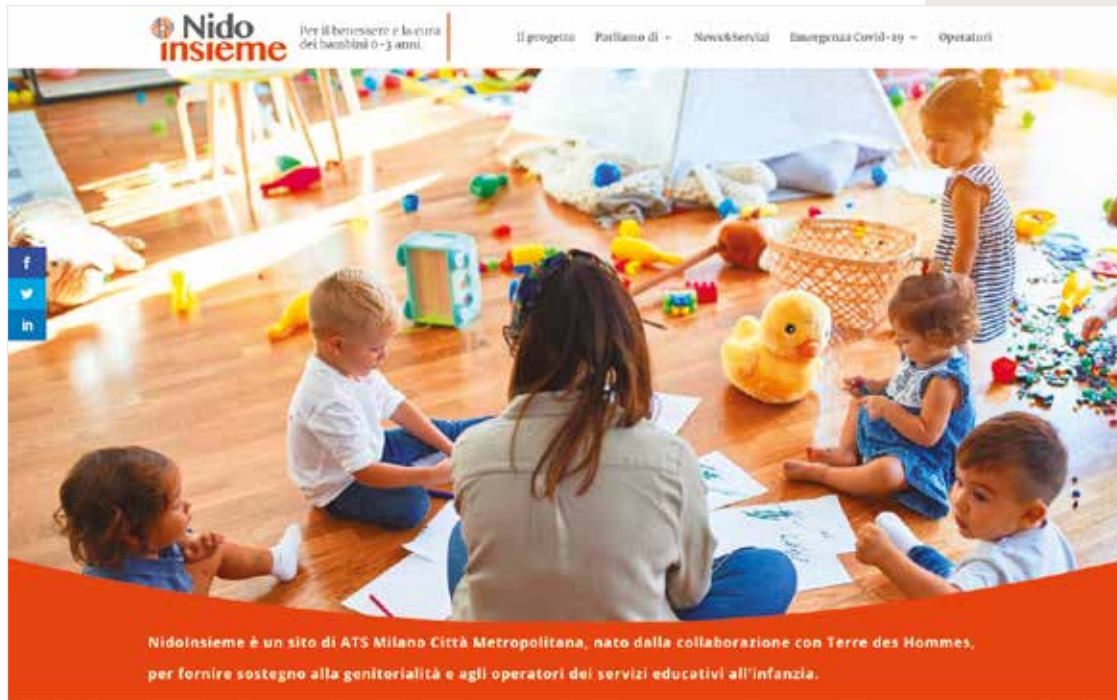 Nido
insieme
Per il benessere e la cura
dei bambini 0-3 anni.
Il progetto Parliamo di News&Servizi Emergenza Covid-19 Operatori
f
in
NidoInsieme è un sito di ATS Milano Città Metropolitana, nato dalla collaborazione con Terre des Hommes,
per fornire sostegno alla genitorialità e agli operatori dei servizi educativi all'infanzia.